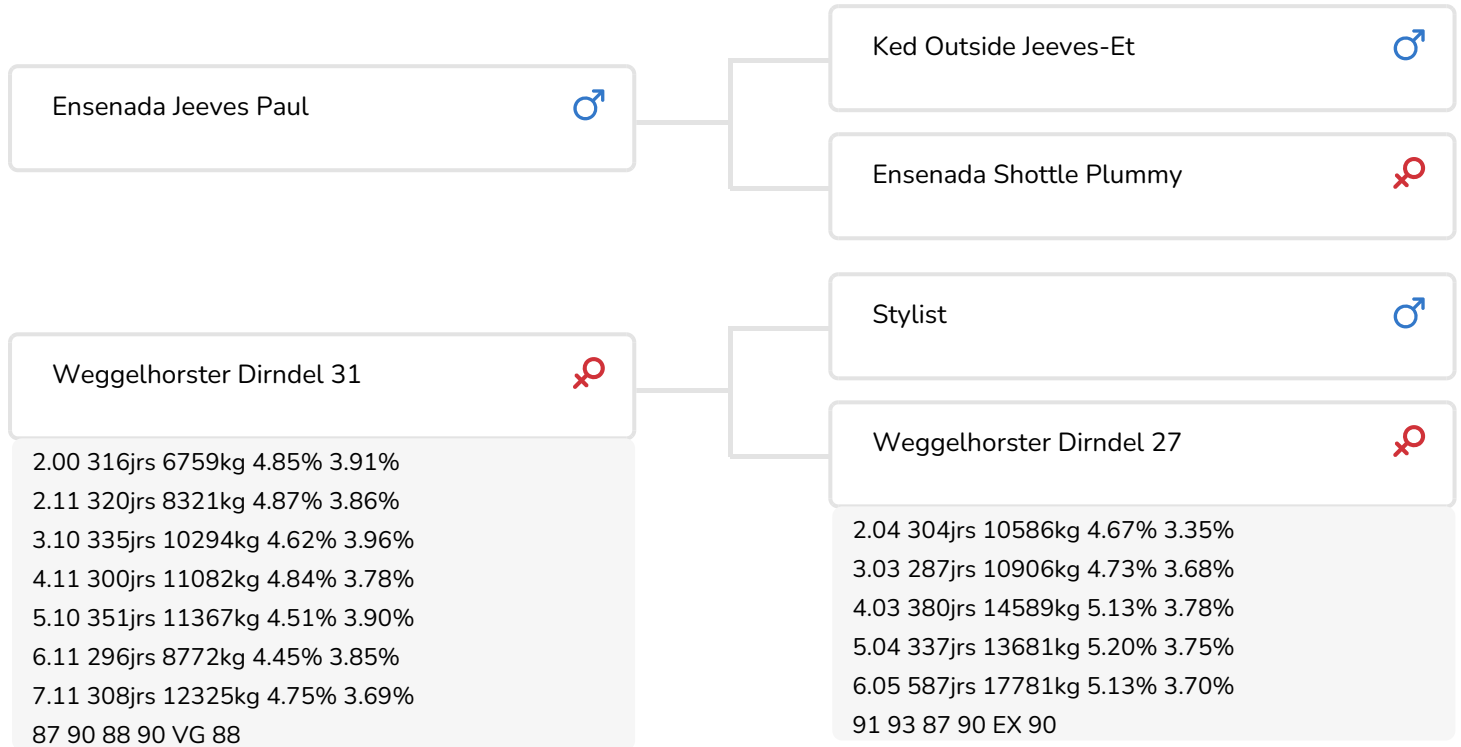 Ensenada Jeeves Paul
Ked Outside Jeeves-Et
Ensenada Shottle Plummy
Weggelhorster Dirndel 31
2.00 316jrs 6759kg 4.85% 3.91%
2.11 320jrs 8321kg 4.87% 3.86%
3.10 335jrs 10294kg 4.62% 3.96%
4.11 300jrs 11082kg 4.84% 3.78%
5.10 351jrs 11367kg 4.51% 3.90%
6.11 296jrs 8772kg 4.45% 3.85%
7.11 308jrs 12325kg 4.75% 3.69%
87 90 88 90 VG 88
Stylist
Weggelhorster Dirndel 27
2.04 304jrs 10586kg 4.67% 3.35%
3.03 287jrs 10906kg 4.73% 3.68%
4.03 380jrs 14589kg 5.13% 3.78%
5.04 337jrs 13681kg 5.20% 3.75%
6.05 587jrs 17781kg 5.13% 3.70%
91 93 87 90 EX 90